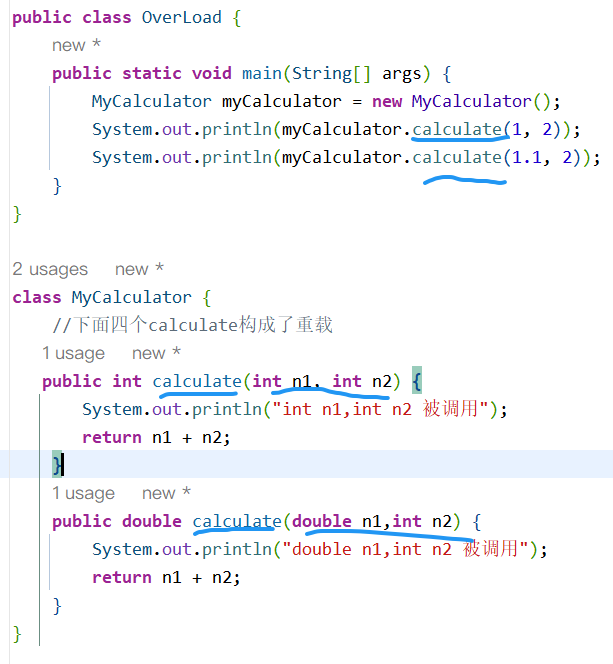 public class OverLoad {
new *
public static void main(String[] args) {
MyCalculator myCalculator = new MyCalculator();
System.out.println(myCalculator.calculate(1, 2));
System.out.println(myCalculator.calculate(1.1, 2));
}
}
2 usages new *
class MyCalculator {
//下面四个calculate构成了重载
1 usage new *
public int calculate(int n1, int n2) {
System.out.println("int n1,int n2 被调用");
return n1 + n2;
}
1 usage new *
public double calculate(double n1,int n2) {
System.out.println("double n1,int n2 被调用");
return n1 + n2;
}
}